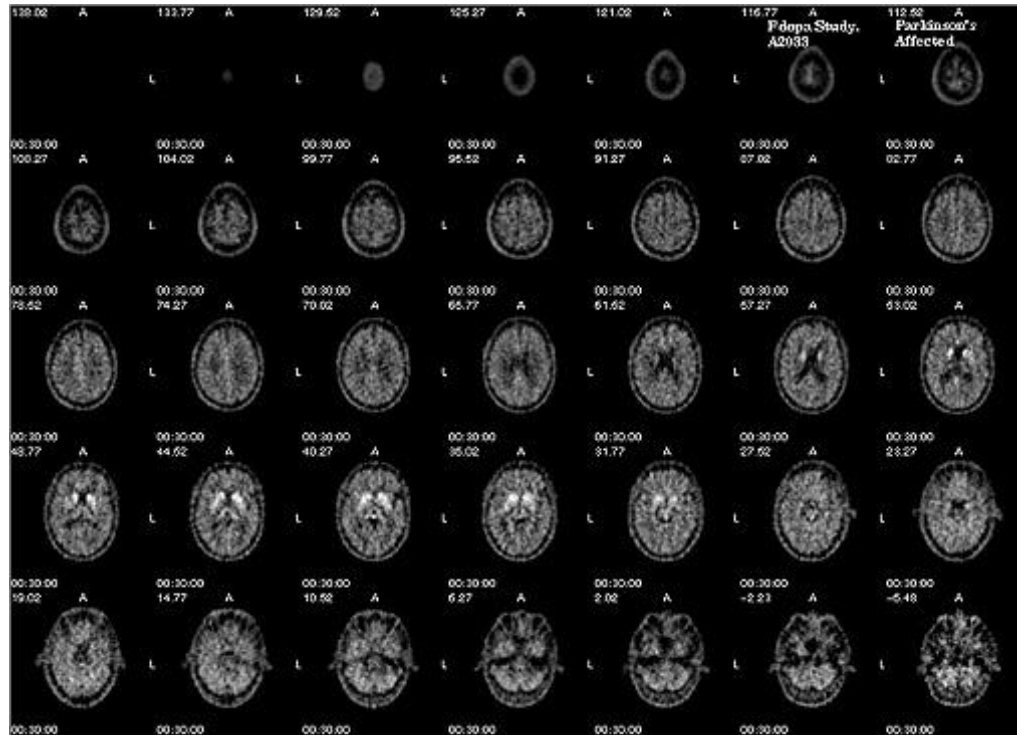 138.02 A 133.77 A 129.52 A 125.27 A 121.02 A 116.77 A 112.52 A
Fdopa Study, Parkinson's
A2033 Affected
L L L L L L
00:30:00 00:30:00 00:30:00 00:30:00 00:30:00 00:30:00 00:30:00
108.27 A 104.02 A 99.77 A 95.52 A 91.27 A 87.02 A 82.77 A
L L L L L L
00:30:00 00:30:00 00:30:00 00:30:00 00:30:00 00:30:00 00:30:00
78.52 A 74.27 A 70.02 A 65.77 A 61.52 A 57.27 A 53.02 A
L L L L L L
00:30:00 00:30:00 00:30:00 00:30:00 00:30:00 00:30:00 00:30:00
48.77 A 44.52 A 40.27 A 36.02 A 31.77 A 27.52 A 23.27 A
L L L L L L
00:30:00 00:30:00 00:30:00 00:30:00 00:30:00 00:30:00 00:30:00
19.02 A 14.77 A 10.52 A 6.27 A 2.02 A -2.23 A -6.48 A
L L L L L L
00:30:00 00:30:00 00:30:00 00:30:00 00:30:00 00:30:00 00:30:00